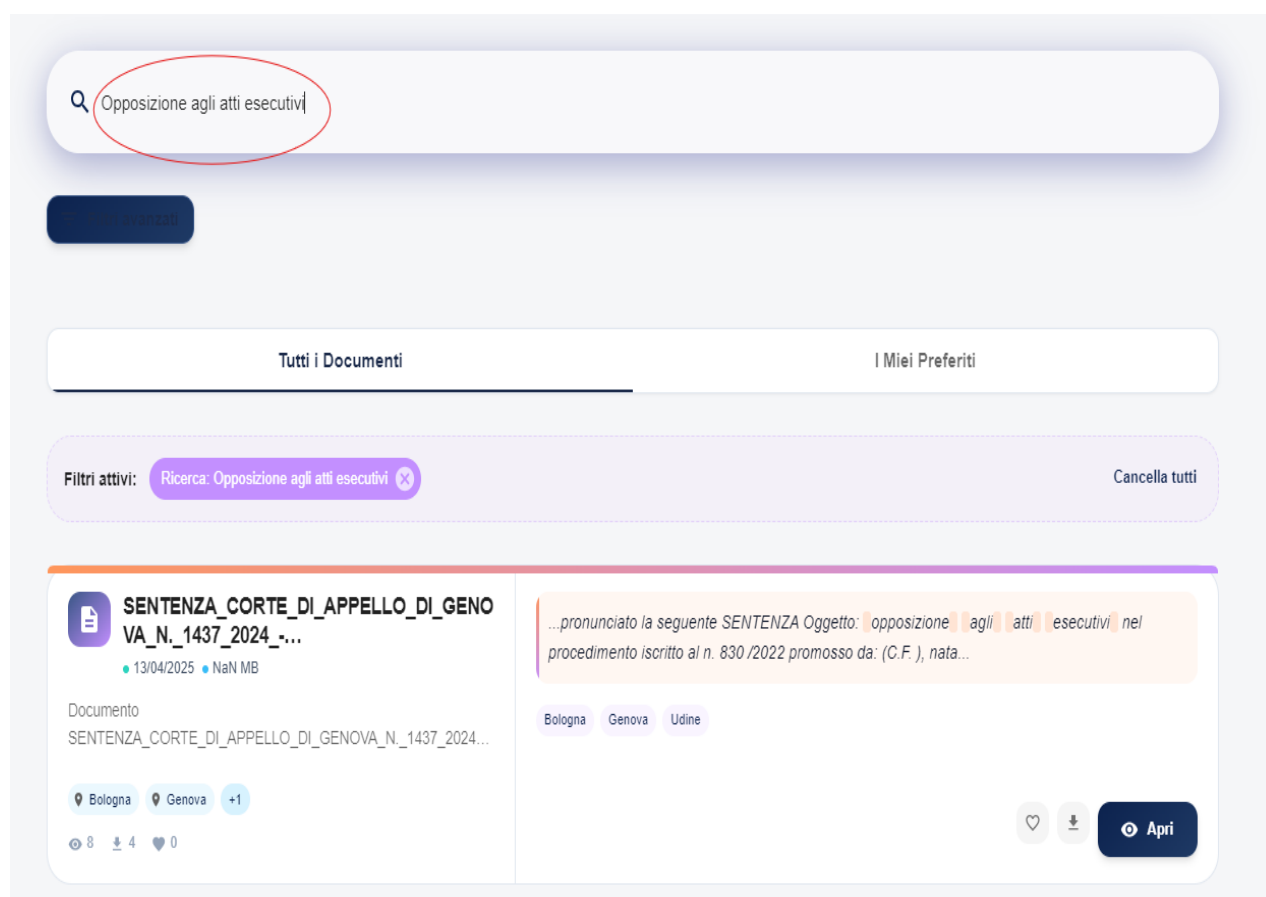 Opposizione agli atti esecutivi
avanzati
Tutti i Documenti
I Miei Preferiti
Filtri attivi:
Ricerca: Opposizione agli atti esecutivi
Cancella tutti
SENTENZA_CORTE_DI_APPELLO_DI_GENO
VA_N._1437_2024_-...
13/04/2025
NaN MB
Documento
SENTENZA_CORTE_DI_APPELLO_DI_GENOVA_N._1437_2024...
Bologna
Genova
+1
8
4
0
...pronunciato la seguente SENTENZA Oggetto: opposizione agli atti esecutivi nel
procedimento iscritto al n. 830 /2022 promosso da: (C.F. ), nata...
Bologna
Genova
Udine
Apri